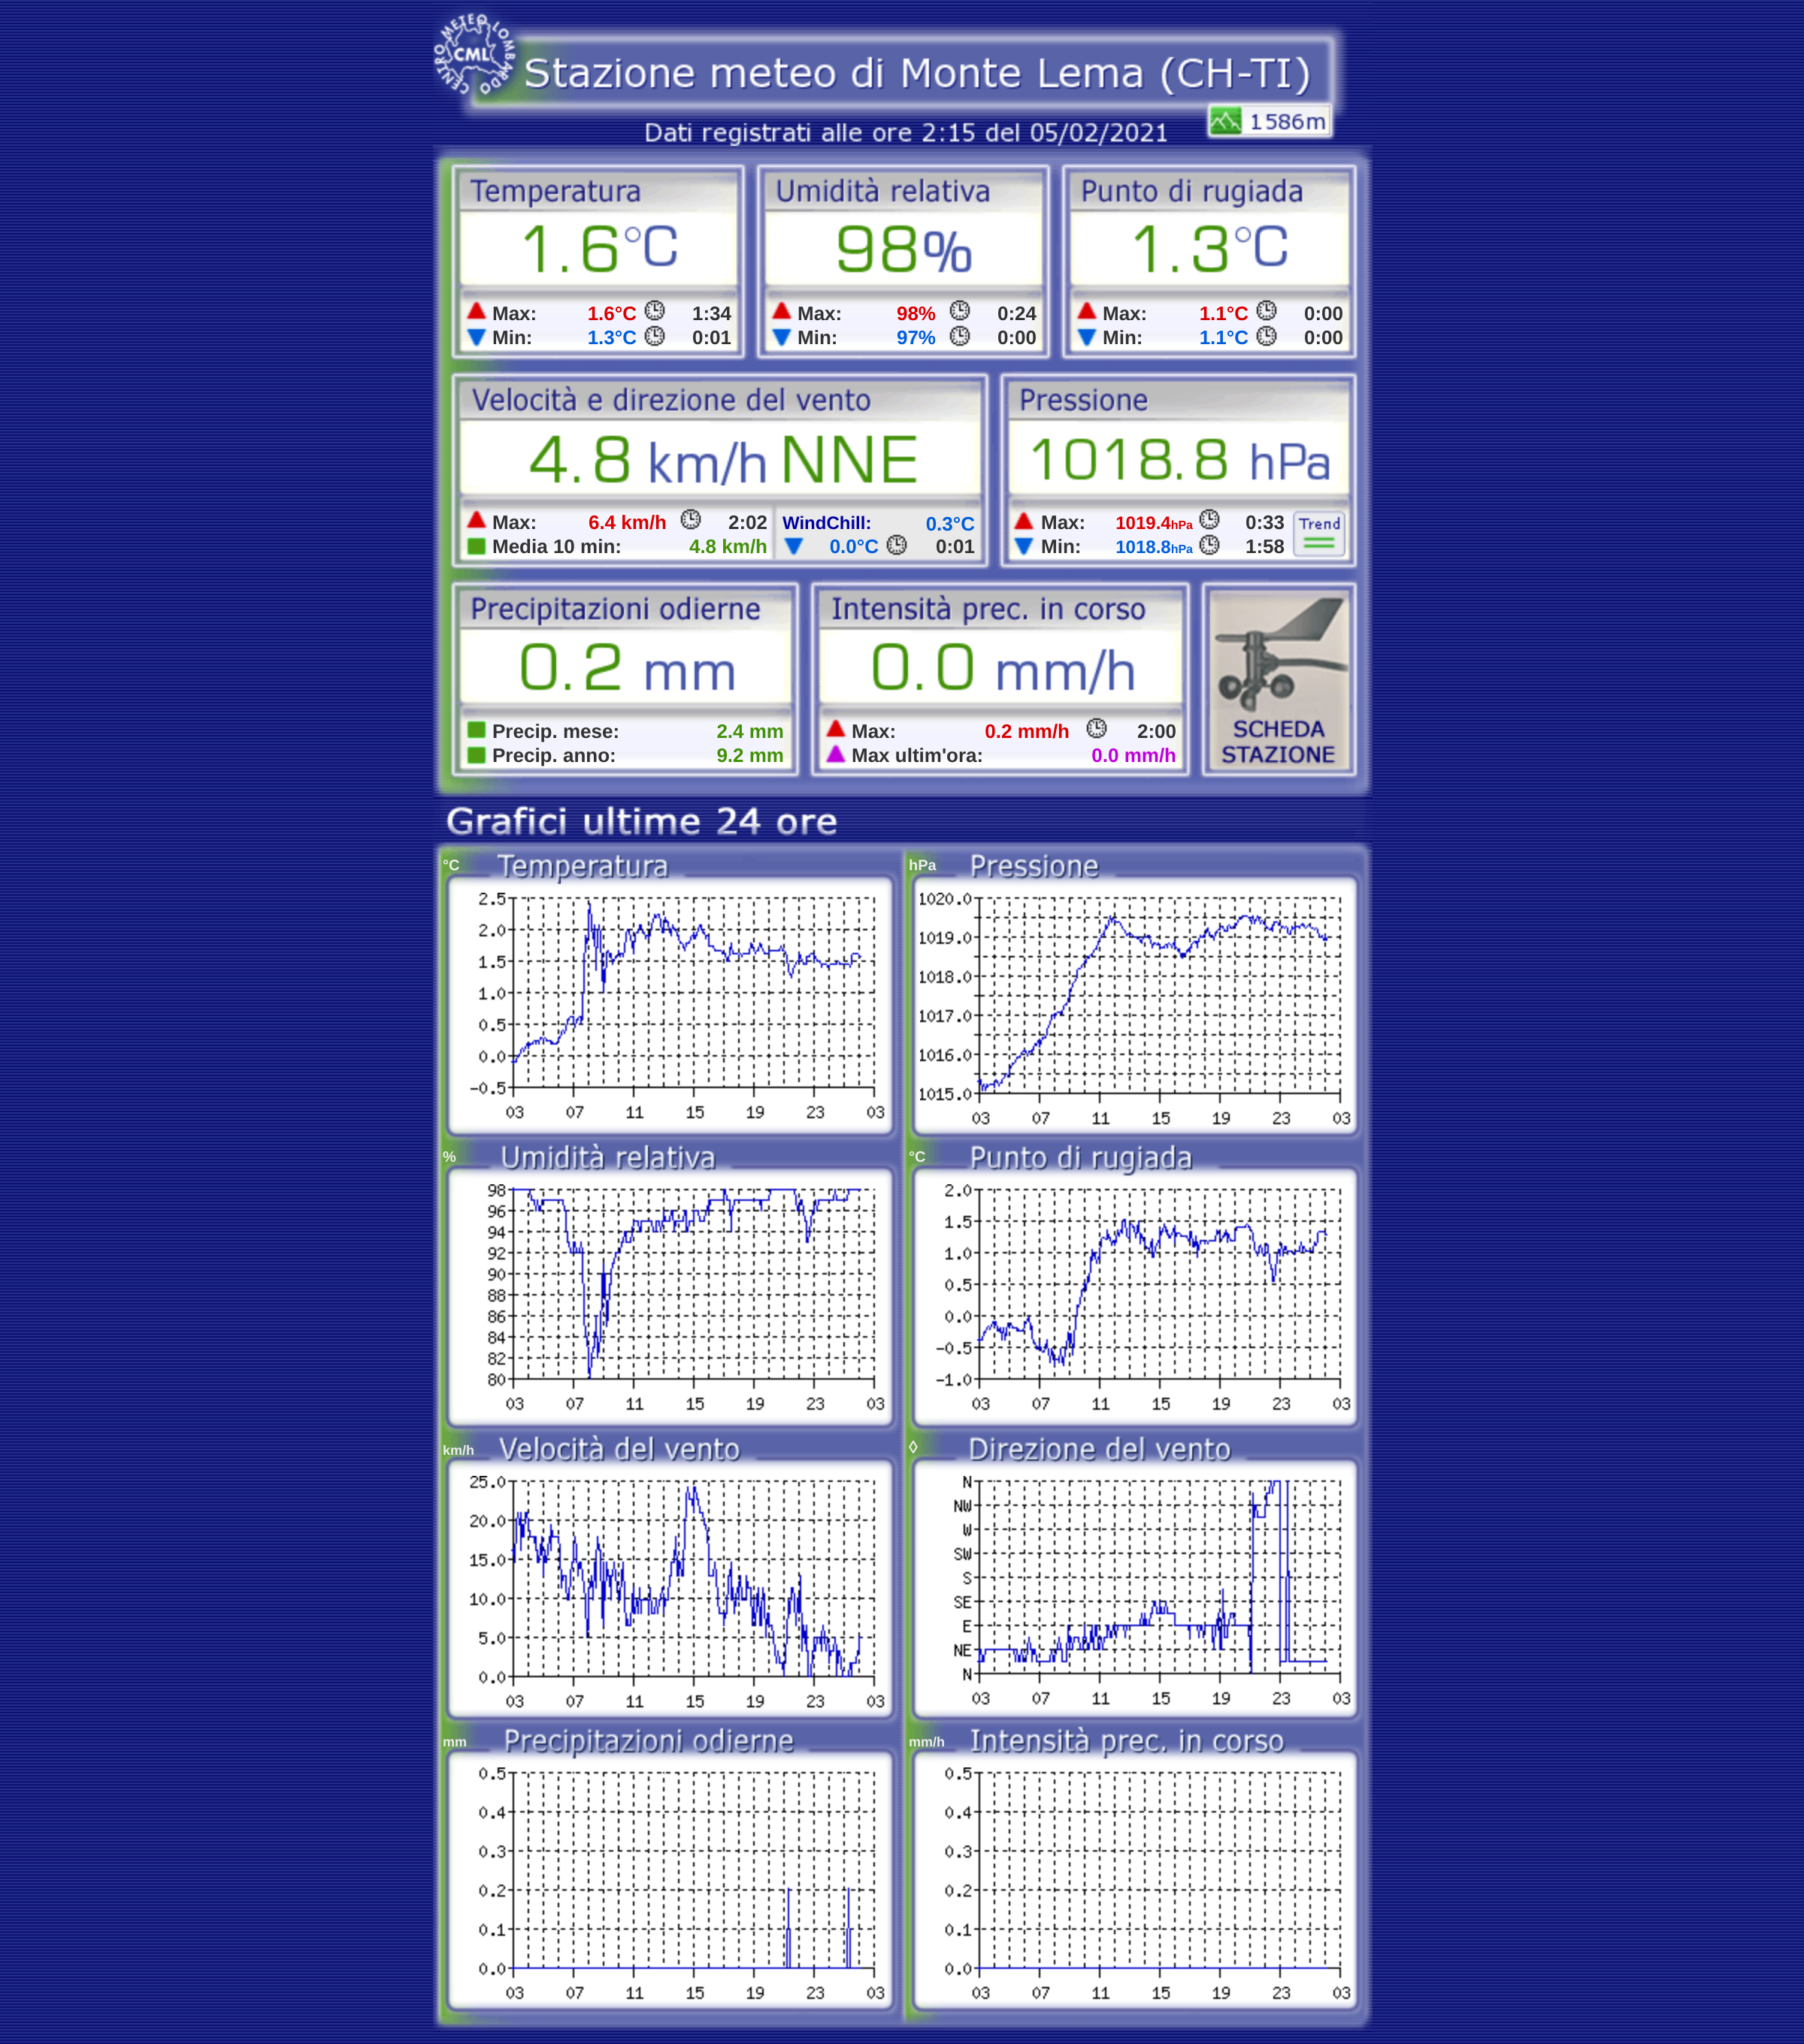 CENTRO METEO LOMBARDO
CML
Stazione meteo di Monte Lema (CH-TI)
1586m
Dati registrati alle ore 2:15 del 05/02/2021
Temperatura Umidità relativa Punto di rugiada
1.6°C 98% 1.3°C
Max: 1.6°C 1:34 Max: 98% 0:24 Max: 1.1°C 0:00
Min: 1.3°C 0:01 Min: 97% 0:00 Min: 1.1°C 0:00
Velocità e direzione del vento Pressione
4.8 km/h NNE 1018.8 hPa
Max: 6.4 km/h 2:02 WindChill: 0.3°C Max: 1019.4hPa 0:33 Trend
Media 10 min: 4.8 km/h 0.0°C 0:01 Min: 1018.8hPa 1:58
Precipitazioni odierne Intensità prec. in corso
0.2 mm 0.0 mm/h
Precip. mese: 2.4 mm Max: 0.2 mm/h 2:00 SCHEDA
Precip. anno: 9.2 mm Max ultim'ora: 0.0 mm/h STAZIONE
Grafici ultime 24 ore
°C Temperatura
2.5
2.0
1.5
1.0
0.5
0.0
-0.5
03 07 11 15 19 23 03
hPa Pressione
1020.0
1019.0
1018.0
1017.0
1016.0
1015.0
03 07 11 15 19 23 03
% Umidità relativa
98
96
94
92
90
88
86
84
82
80
03 07 11 15 19 23 03
°C Punto di rugiada
2.0
1.5
1.0
0.5
0.0
-0.5
-1.0
03 07 11 15 19 23 03
km/h Velocità del vento
25.0
20.0
15.0
10.0
5.0
0.0
03 07 11 15 19 23 03
◊ Direzione del vento
N
NW
W
SW
S
SE
E
NE
N
03 07 11 15 19 23 03
mm Precipitazioni odierne
0.5
0.4
0.3
0.2
0.1
0.0
03 07 11 15 19 23 03
mm/h Intensità prec. in corso
0.5
0.4
0.3
0.2
0.1
0.0
03 07 11 15 19 23 03